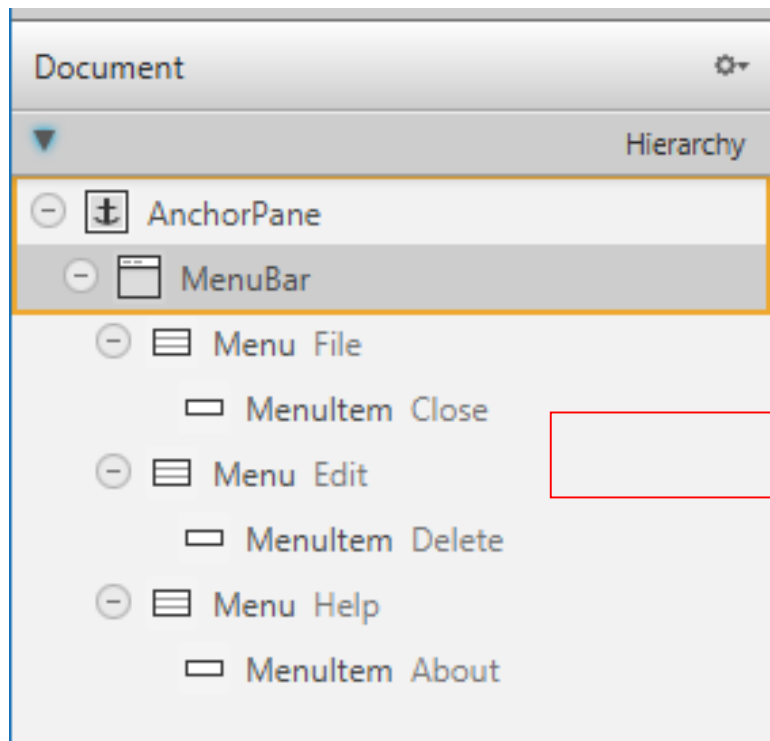 Document
Hierarchy
AnchorPane
MenuBar
Menu File
MenuItem Close
Menu Edit
MenuItem Delete
Menu Help
MenuItem About